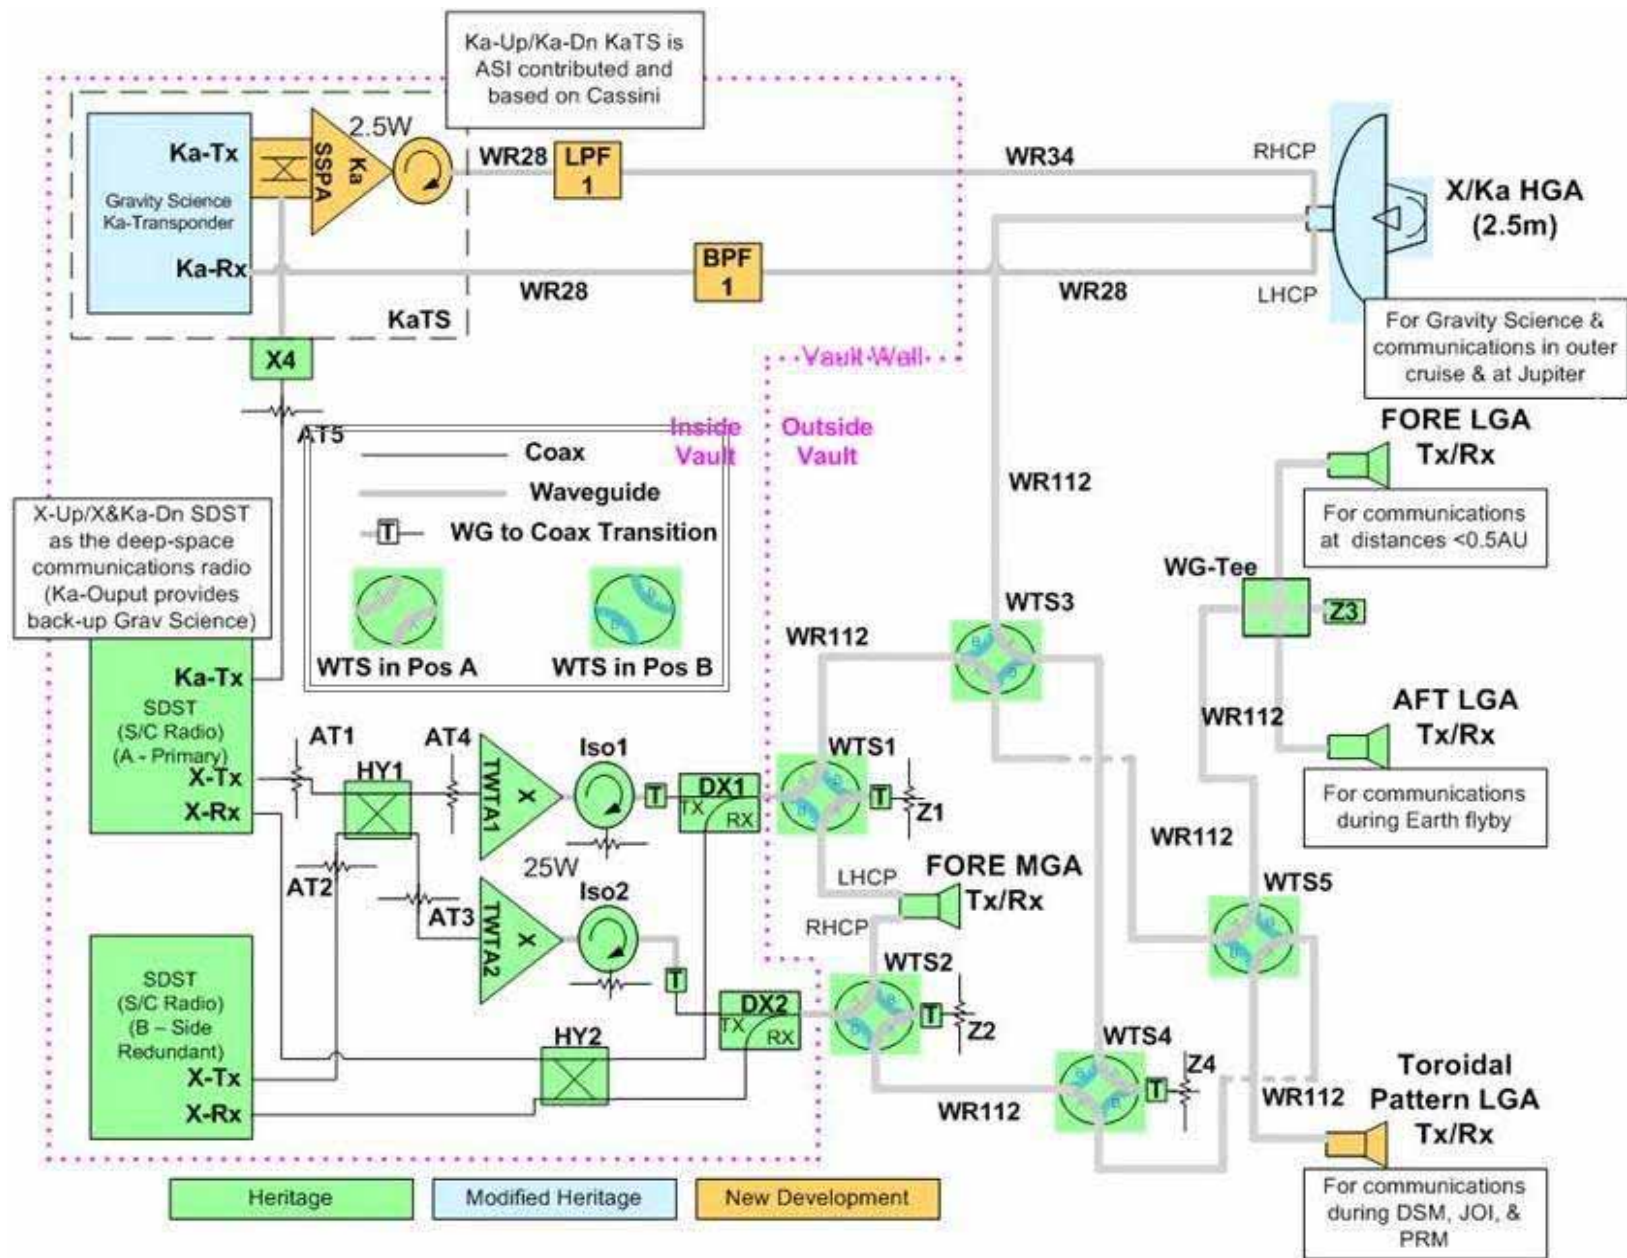 Ka-Up/Ka-Dn KaTS is
ASI contributed and
based on Cassini
Ka-Tx
Gravity Science
Ka-Transponder
Ka-Rx
SSPA
Ka
2.5W
WR28
LPF
1
WR34
RHCP
X/Ka HGA
(2.5m)
WR28
BPF
1
WR28
LHCP
KaTS
X4
AT5
Vault Wall
For Gravity Science &
communications in outer
cruise & at Jupiter
Inside
Vault
Outside
Vault
Coax
Waveguide
T
WG to Coax Transition
WTS in Pos A
WTS in Pos B
X-Up/X&Ka-Dn SDST
as the deep-space
communications radio
(Ka-Ouput provides
back-up Grav Science)
WR112
FORE LGA
Tx/Rx
For communications
at distances <0.5AU
WG-Tee
Z3
WTS3
WR112
WR112
AFT LGA
Tx/Rx
For communications
during Earth flyby
Ka-Tx
SDST
(S/C Radio)
(A - Primary)
X-Tx
X-Rx
AT1
HY1
AT4
TWTA1
X
Iso1
T
DX1
TX
RX
WTS1
T
Z1
AT2
25W
AT3
TWTA2
X
Iso2
T
LHCP
FORE MGA
Tx/Rx
RHCP
WR112
WTS5
SDST
(S/C Radio)
(B – Side
Redundant)
X-Tx
X-Rx
HY2
DX2
TX
RX
WTS2
T
Z2
WTS4
T
Z4
WR112
WR112
Toroidal
Pattern LGA
Tx/Rx
For communications
during DSM, JOI, &
PRM
Heritage
Modified Heritage
New Development